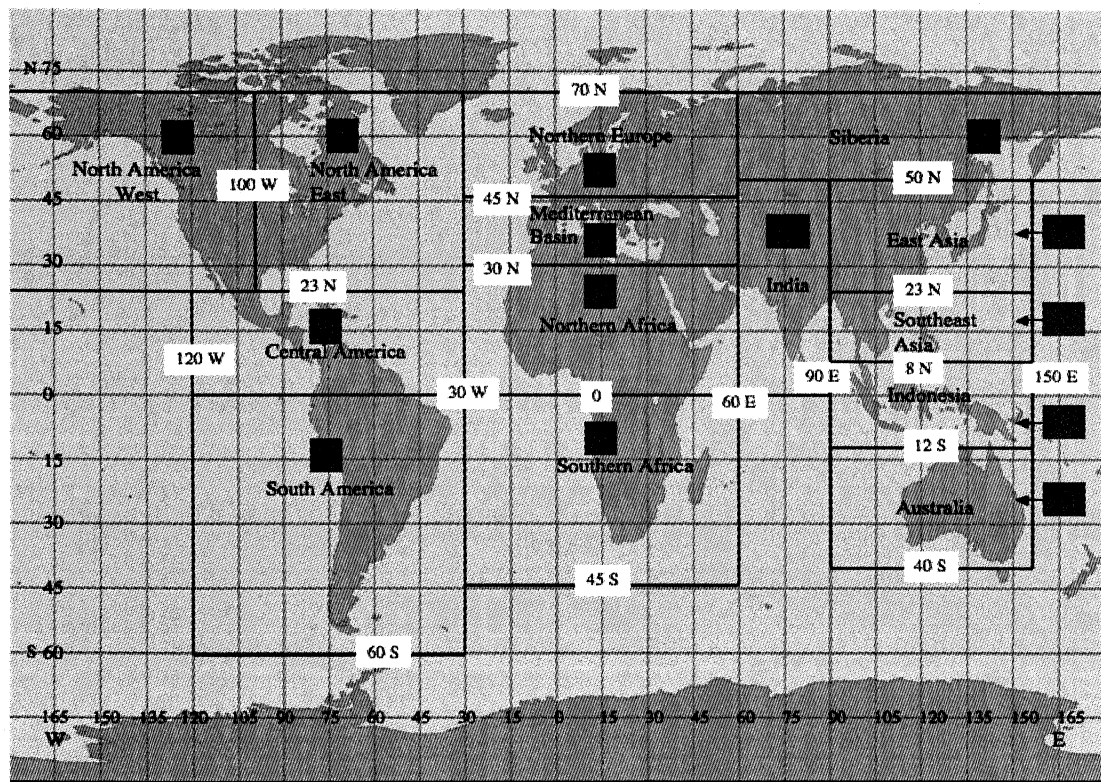 N 75
70 N
60
Northern Europe
Siberia
North America
West
North America
East
100 W
50 N
45
45 N
Mediterranean
Basin
East Asia
30
30 N
23 N
India
23 N
Northern Africa
15
Southeast
Asia
Central America
120 W
8 N
90 E
150 E
0
30 W
0
60 E
Indonesia
12 S
15
Southern Africa
South America
Australia
30
45 S
40 S
45
S 60
60 S
165 150 135 120 105 90 75 60 45 30 15 0 15 30 45 60 75 90 105 120 135 150 165
W E